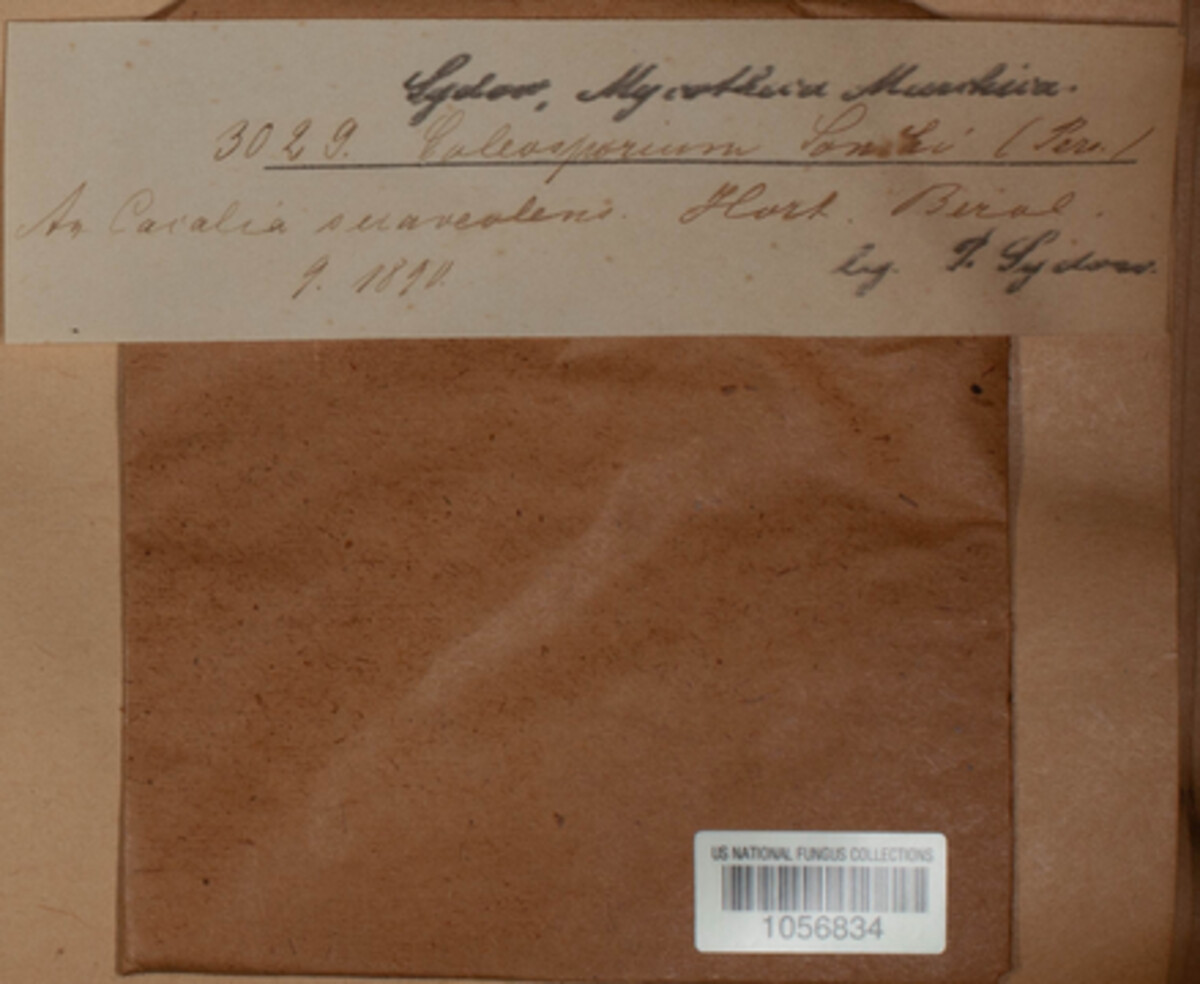 Sydow, Mycotheca Marchica.
3029. Coleosporium Sonchi (Pers.)
An Cacalia suaveolens. Hort. Berol.
9. 1890.
leg. P. Sydow.
US NATIONAL FUNGUS COLLECTIONS
1056834